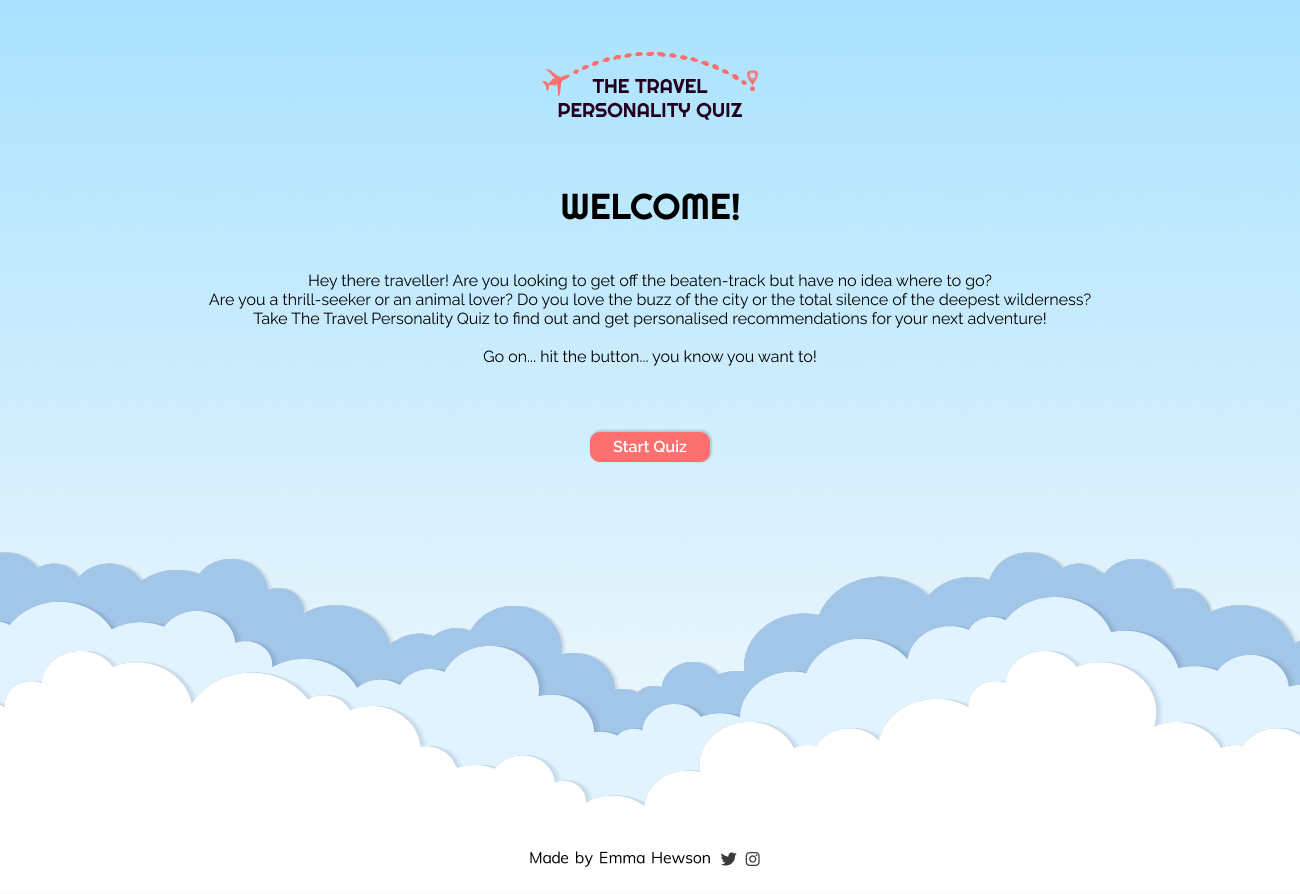 THE TRAVEL
PERSONALITY QUIZ
WELCOME!
Hey there traveller! Are you looking to get off the beaten-track but have no idea where to go?
Are you a thrill-seeker or an animal lover? Do you love the buzz of the city or the total silence of the deepest wilderness?
Take The Travel Personality Quiz to find out and get personalised recommendations for your next adventure!
Go on... hit the button... you know you want to!
Start Quiz
Made by Emma Hewson